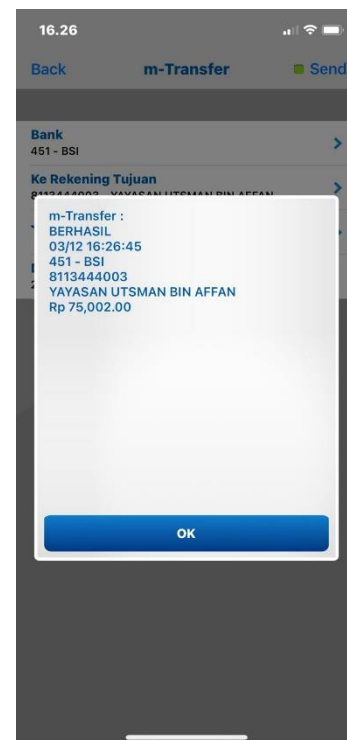 16.26
Back m-Transfer Send
Bank
451 - BSI
Ke Rekening Tujuan
m-Transfer :
BERHASIL
03/12 16:26:45
451 - BSI
8113444003
YAYASAN UTSMAN BIN AFFAN
Rp 75,002.00
OK